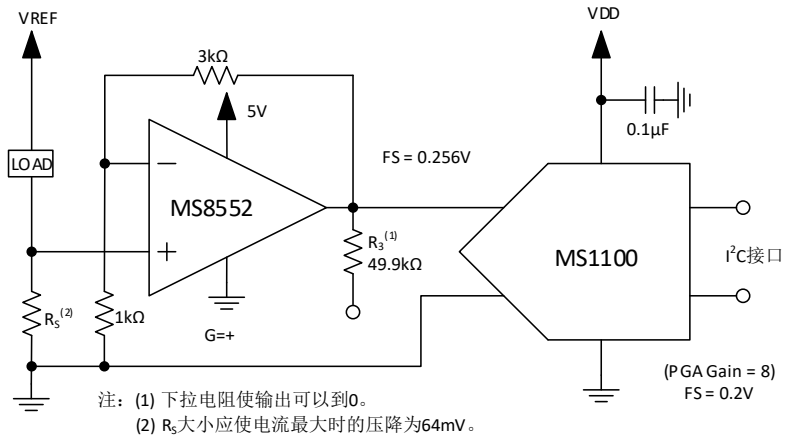 VREF
VDD
3kΩ
5V
0.1μF
LOAD
−
MS8552
+
FS = 0.256V
R₃⁽¹⁾
49.9kΩ
MS1100
I²C接口
Rₛ⁽²⁾
1kΩ
G=+
(PGA Gain = 8)
FS = 0.2V
注：(1) 下拉电阻使输出可以到0。
(2) Rₛ大小应使电流最大时的压降为64mV。